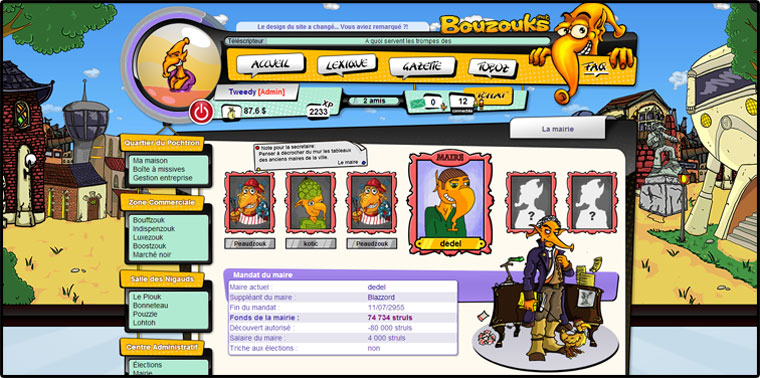 Le design du site a changé... Vous aviez remarqué ?!
Bouzouks
Téléscripteur
A quoi servent les trompes des
ACCUEIL
LEXIQUE
GAZETTE
TOBOZ
FAQ
Tweedy [Admin]
87,6 $
XP
2233
2 amis
0
12
connectés
T'CHAT
La mairie
Quartier du Pochtron
Ma maison
Boîte à missives
Gestion entreprise
Zone Commerciale
Bouffzouk
Indispenzouk
Luxezouk
Boostzouk
Marché noir
Salle des Nigauds
Le Plouk
Bonneteau
Pouzzle
Lohtoh
Centre Administratif
Élections
Mairie
Note pour la secretaire:
Penser à décrocher du mur les tableaux
des anciens maires de la ville.
Le maire
MAIRE
Peaudzouk
kotic
Peaudzouk
dedel
?
?
Mandat du maire
Maire actuel :
dedel
Suppléant du maire :
Blazzord
Fin du mandat
11/07/2955
Fonds de la mairie :
74 734 struls
Découvert autorisé :
-80 000 struls
Salaire du maire :
4 000 struls
Triche aux élections :
non